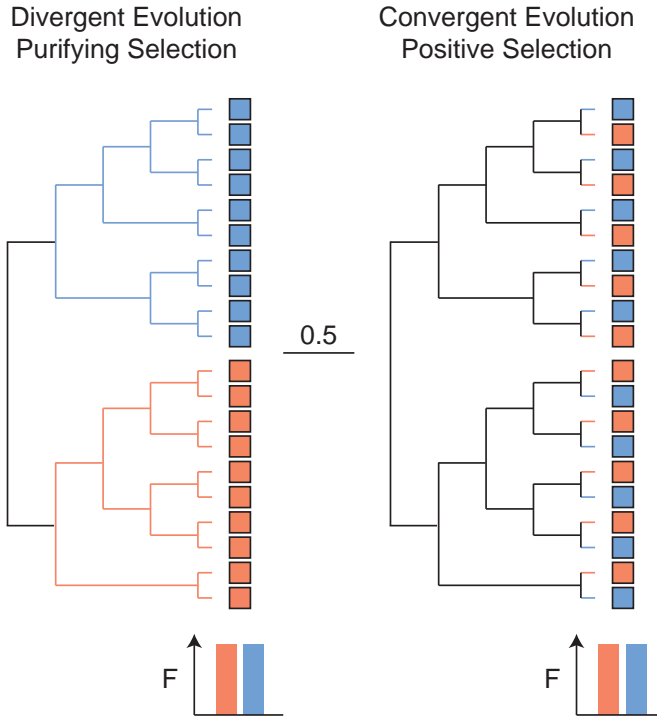 Divergent Evolution
Purifying Selection
Convergent Evolution
Positive Selection
0.5
F
F